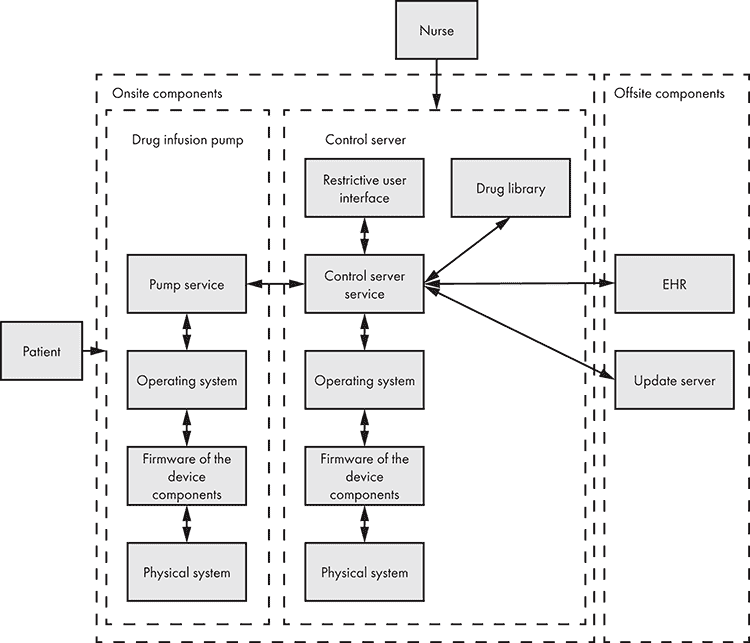 Nurse
Onsite components
Offsite components
Drug infusion pump
Control server
Restrictive user
interface
Drug library
Pump service
Control server
service
EHR
Patient
Operating system
Operating system
Update server
Firmware of the
device
components
Firmware of the
device
components
Physical system
Physical system